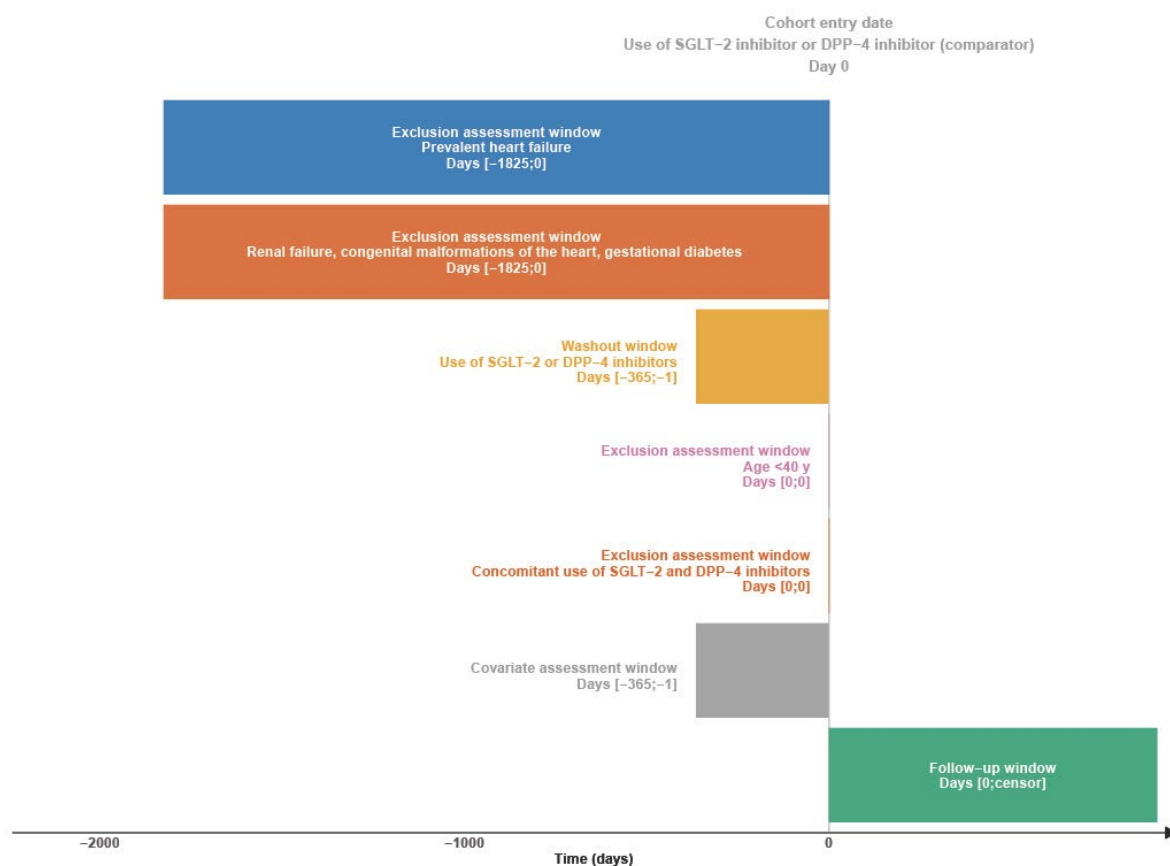 Cohort entry date
Use of SGLT−2 inhibitor or DPP−4 inhibitor (comparator)
Day 0
Exclusion assessment window
Prevalent heart failure
Days [−1825;0]
Exclusion assessment window
Renal failure, congenital malformations of the heart, gestational diabetes
Days [−1825;0]
Washout window
Use of SGLT−2 or DPP−4 inhibitors
Days [−365;−1]
Exclusion assessment window
Age <40 y
Days [0;0]
Exclusion assessment window
Concomitant use of SGLT−2 and DPP−4 inhibitors
Days [0;0]
Covariate assessment window
Days [−365;−1]
Follow−up window
Days [0;censor]
−2000 −1000 0
Time (days)